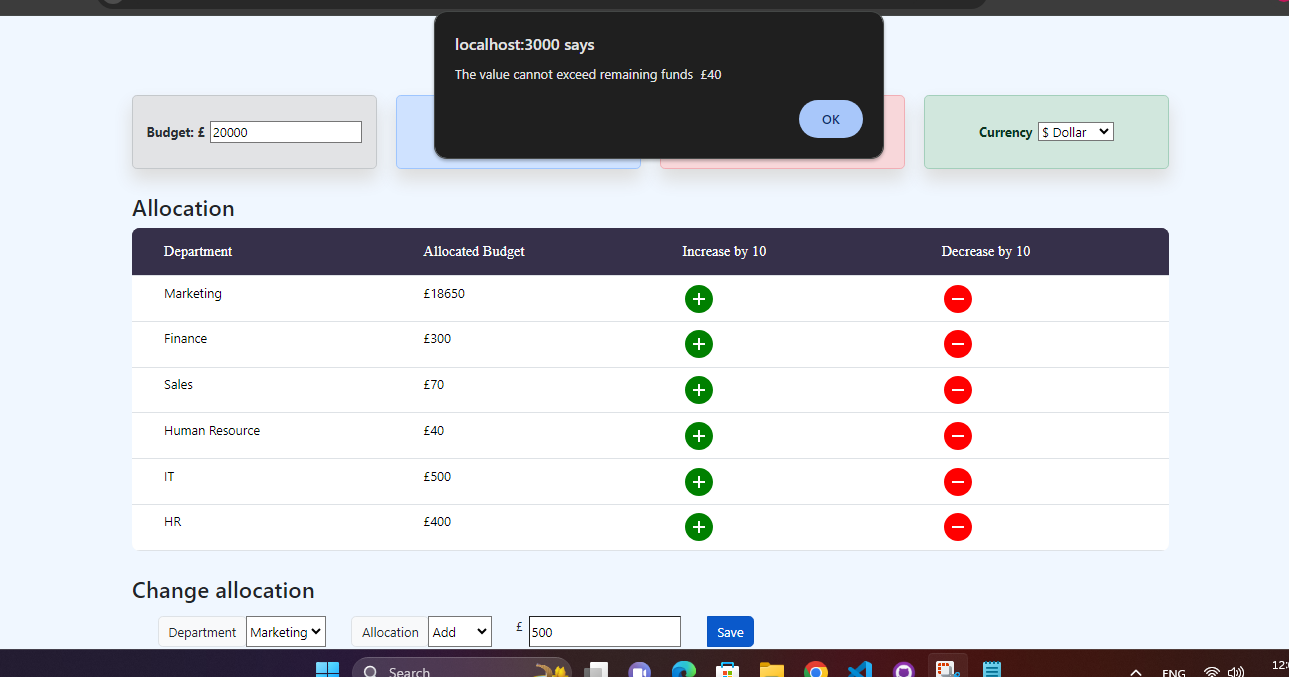 localhost:3000 says
The value cannot exceed remaining funds £40
OK
Budget: £ 20000
Currency $ Dollar
Allocation
Department Allocated Budget Increase by 10 Decrease by 10
Marketing £18650
Finance £300
Sales £70
Human Resource £40
IT £500
HR £400
Change allocation
Department Marketing Allocation Add £ 500 Save
Search
ENG